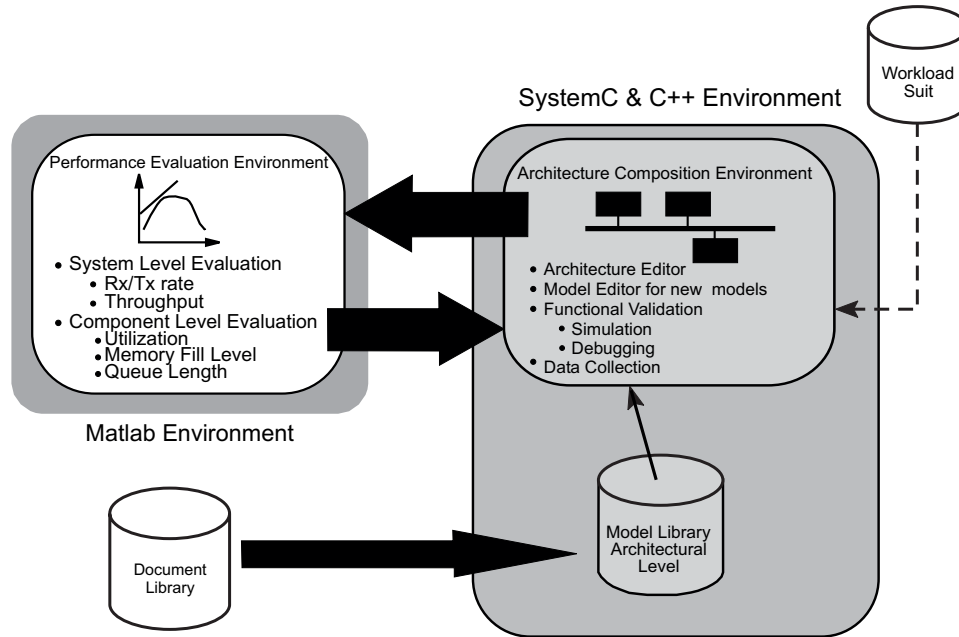 Workload
Suit
SystemC & C++ Environment
Performance Evaluation Environment
• System Level Evaluation
• Rx/Tx rate
• Throughput
• Component Level Evaluation
• Utilization
• Memory Fill Level
• Queue Length
Matlab Environment
Architecture Composition Environment
• Architecture Editor
• Model Editor for new models
• Functional Validation
• Simulation
• Debugging
• Data Collection
Model Library
Architectural
Level
Document
Library